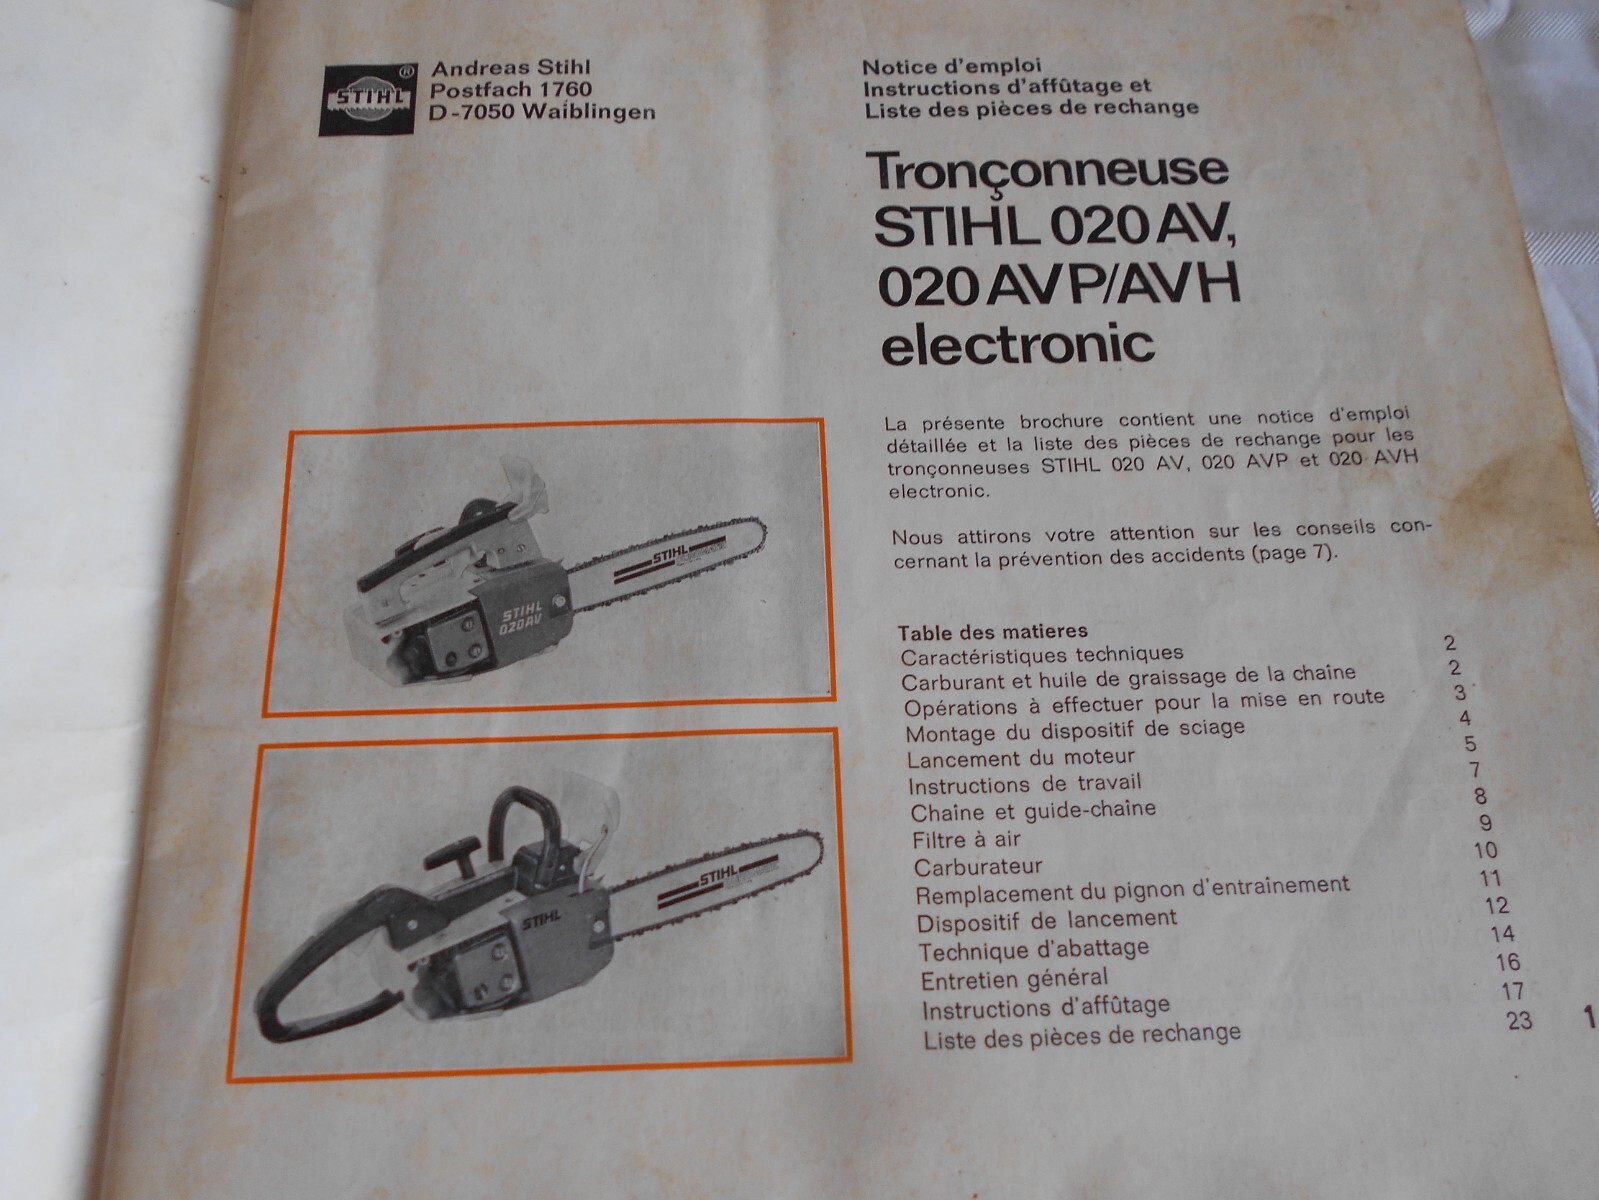 STIHL ®
Andreas Stihl
Postfach 1760
D-7050 Waiblingen
Notice d'emploi
Instructions d'affûtage et
Liste des pièces de rechange
Tronçonneuse
STIHL 020 AV,
020 AVP/AVH
electronic
La présente brochure contient une notice d'emploi
détaillée et la liste des pièces de rechange pour les
tronçonneuses STIHL 020 AV, 020 AVP et 020 AVH
electronic.
Nous attirons votre attention sur les conseils con-
cernant la prévention des accidents (page 7).
STIHL
STIHL
020AV
STIHL
STIHL
Table des matieres
Caractéristiques techniques 2
Carburant et huile de graissage de la chaîne 2
Opérations à effectuer pour la mise en route 3
Montage du dispositif de sciage 4
Lancement du moteur 5
Instructions de travail 7
Chaîne et guide-chaîne 8
Filtre à air 9
Carburateur 10
Remplacement du pignon d'entraînement 11
Dispositif de lancement 12
Technique d'abattage 14
Entretien général 16
Instructions d'affûtage 17
Liste des pièces de rechange 23
1